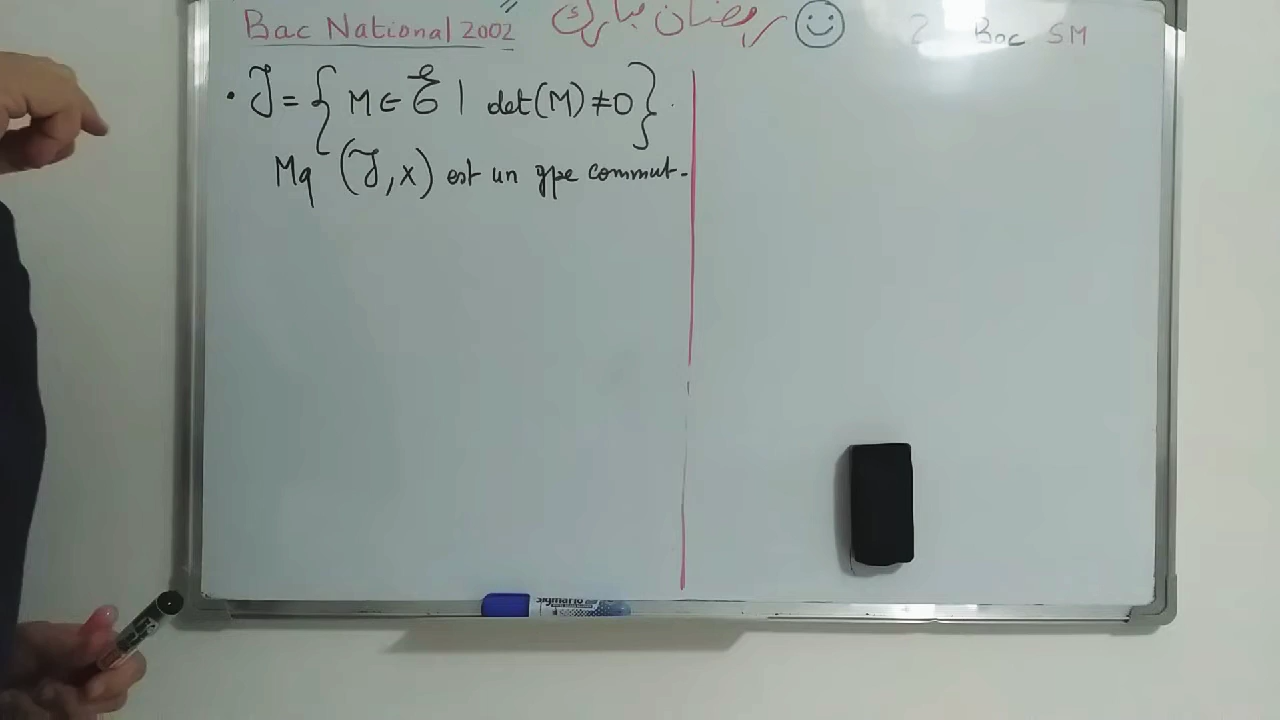 Bac National 2002
رمضان مبارك
2 Bac SM
• J = { M ∈ E | det(M) ≠ 0 }.
Mq (J, x) est un gpe commut.